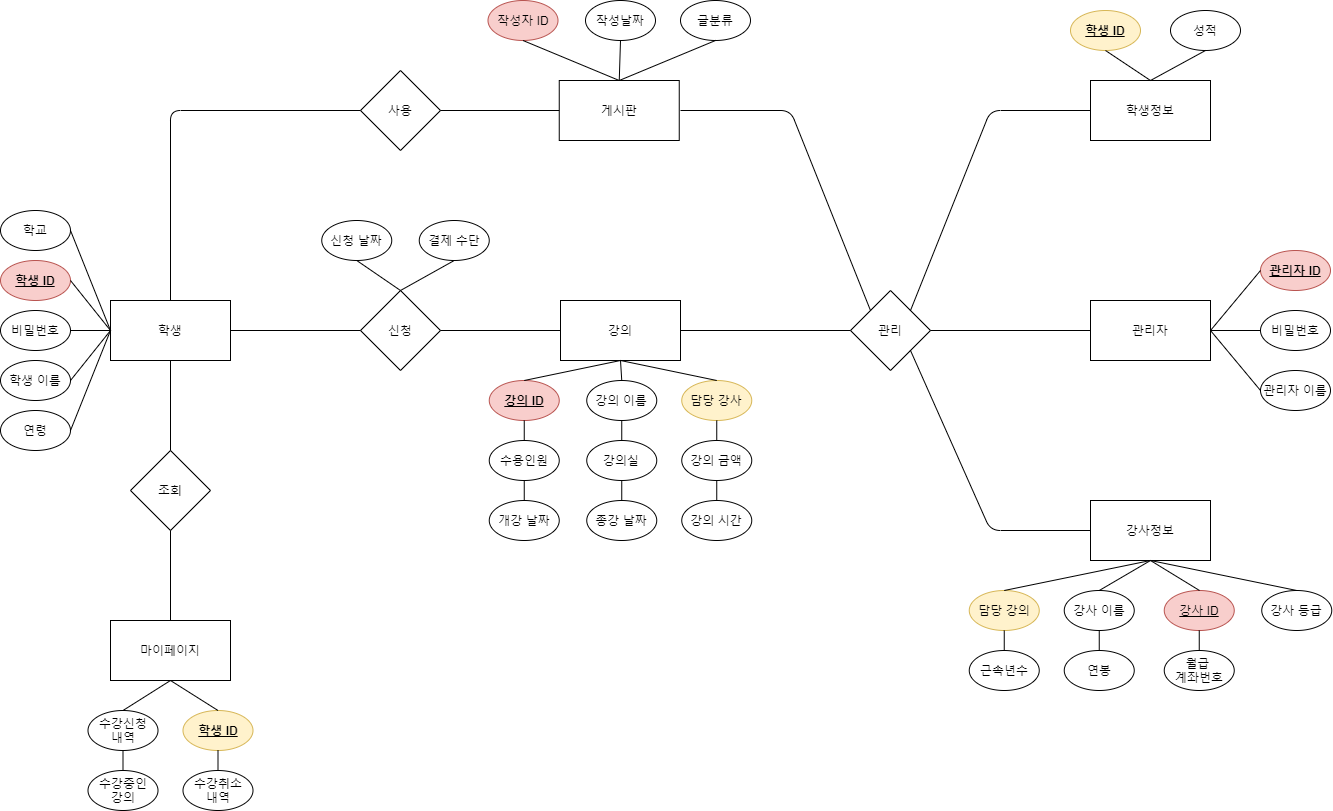 작성자 ID
작성날짜
글분류
학생 ID
성적
사용
게시판
학생정보
학교
학생 ID
비밀번호
학생 이름
연령
학생
신청 날짜
결제 수단
신청
강의
관리
관리자
관리자 ID
비밀번호
관리자 이름
강의 ID
강의 이름
담당 강사
수용인원
강의실
강의 금액
개강 날짜
종강 날짜
강의 시간
조회
강사정보
담당 강의
강사 이름
강사 ID
강사 등급
근속년수
연봉
월급
계좌번호
마이페이지
수강신청
내역
학생 ID
수강중인
강의
수강취소
내역